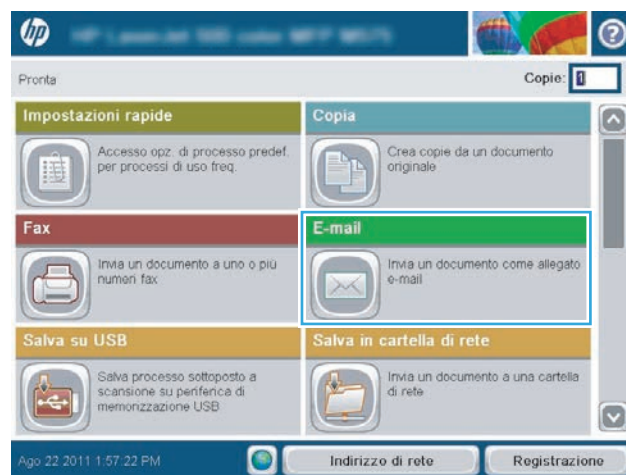 hp
Pronta
Copie: 1
Impostazioni rapide
Accesso opz. di processo predef.
per processi di uso freq.
Copia
Crea copie da un documento
originale
Fax
Invia un documento a uno o più
numeri fax
E-mail
Invia un documento come allegato
e-mail
Salva su USB
Salva processo sottoposto a
scansione su periferica di
memorizzazione USB
Salva in cartella di rete
Invia un documento a una cartella
di rete
Ago 22 2011 1:57:22 PM
Indirizzo di rete
Registrazione